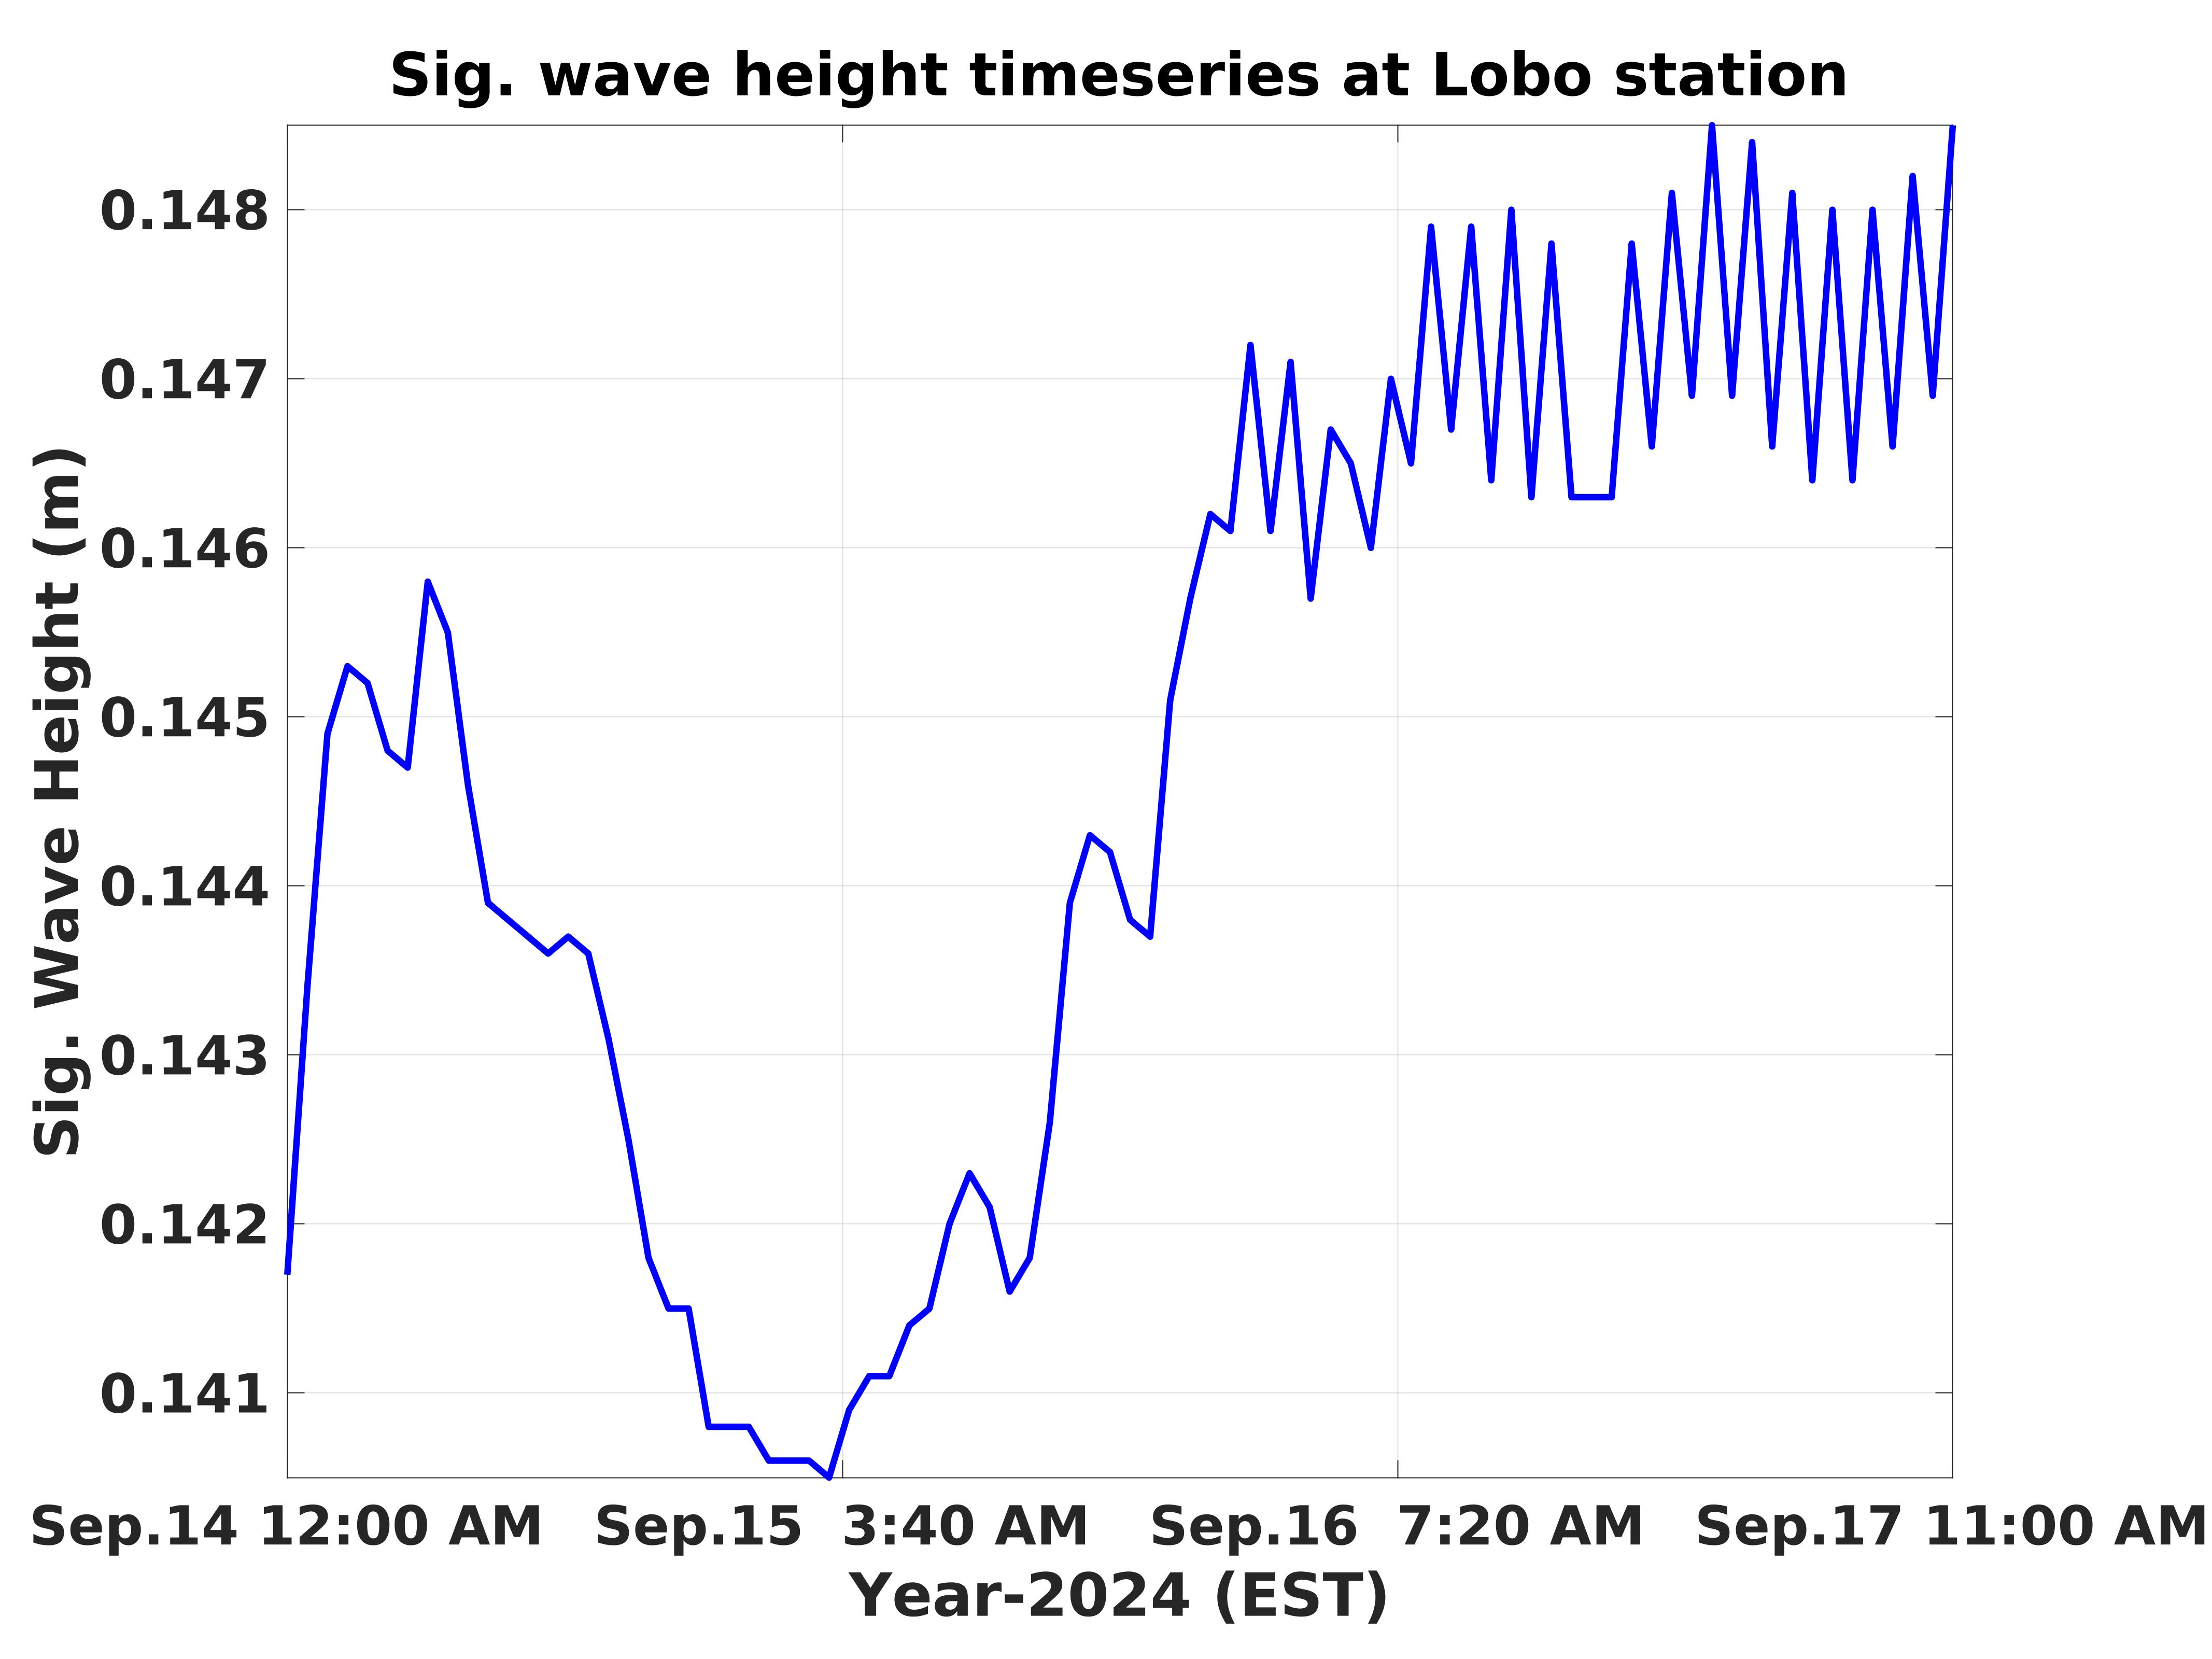 Sig. wave height timeseries at Lobo station
Sig. Wave Height (m)
0.148
0.147
0.146
0.145
0.144
0.143
0.142
0.141
Sep.14 12:00 AM Sep.15 3:40 AM Sep.16 7:20 AM Sep.17 11:00 AM
Year-2024 (EST)